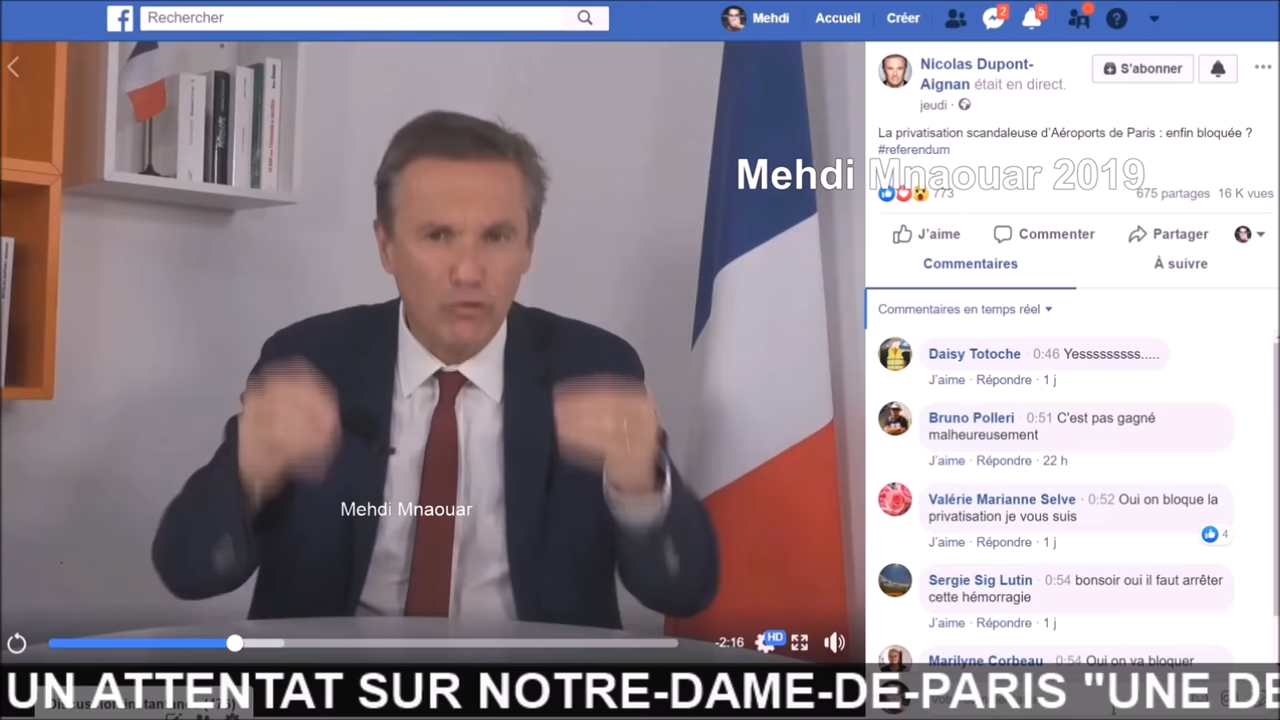 Rechercher
Mehdi
Accueil
Créer
2
5
Nicolas Dupont-
Aignan était en direct.
jeudi ·
S'abonner
La privatisation scandaleuse d'Aéroports de Paris : enfin bloquée ?
#referendum
Mehdi Mnaouar 2019
773
675 partages 16 K vues
J'aime
Commenter
Partager
Commentaires
À suivre
Commentaires en temps réel
Daisy Totoche · 0:46 Yesssssssss.....
J'aime · Répondre · 1 j
Bruno Polleri · 0:51 C'est pas gagné
malheureusement
J'aime · Répondre · 22 h
Valérie Marianne Selve · 0:52 Oui on bloque la
privatisation je vous suis
4
J'aime · Répondre · 1 j
Sergie Sig Lutin · 0:54 bonsoir oui il faut arrêter
cette hémorragie
J'aime · Répondre · 1 j
Marilyne Corbeau · 0:54 Oui on va bloquer
Mehdi Mnaouar
-2:16
HD
UN ATTENTAT SUR NOTRE-DAME-DE-PARIS "UNE DE